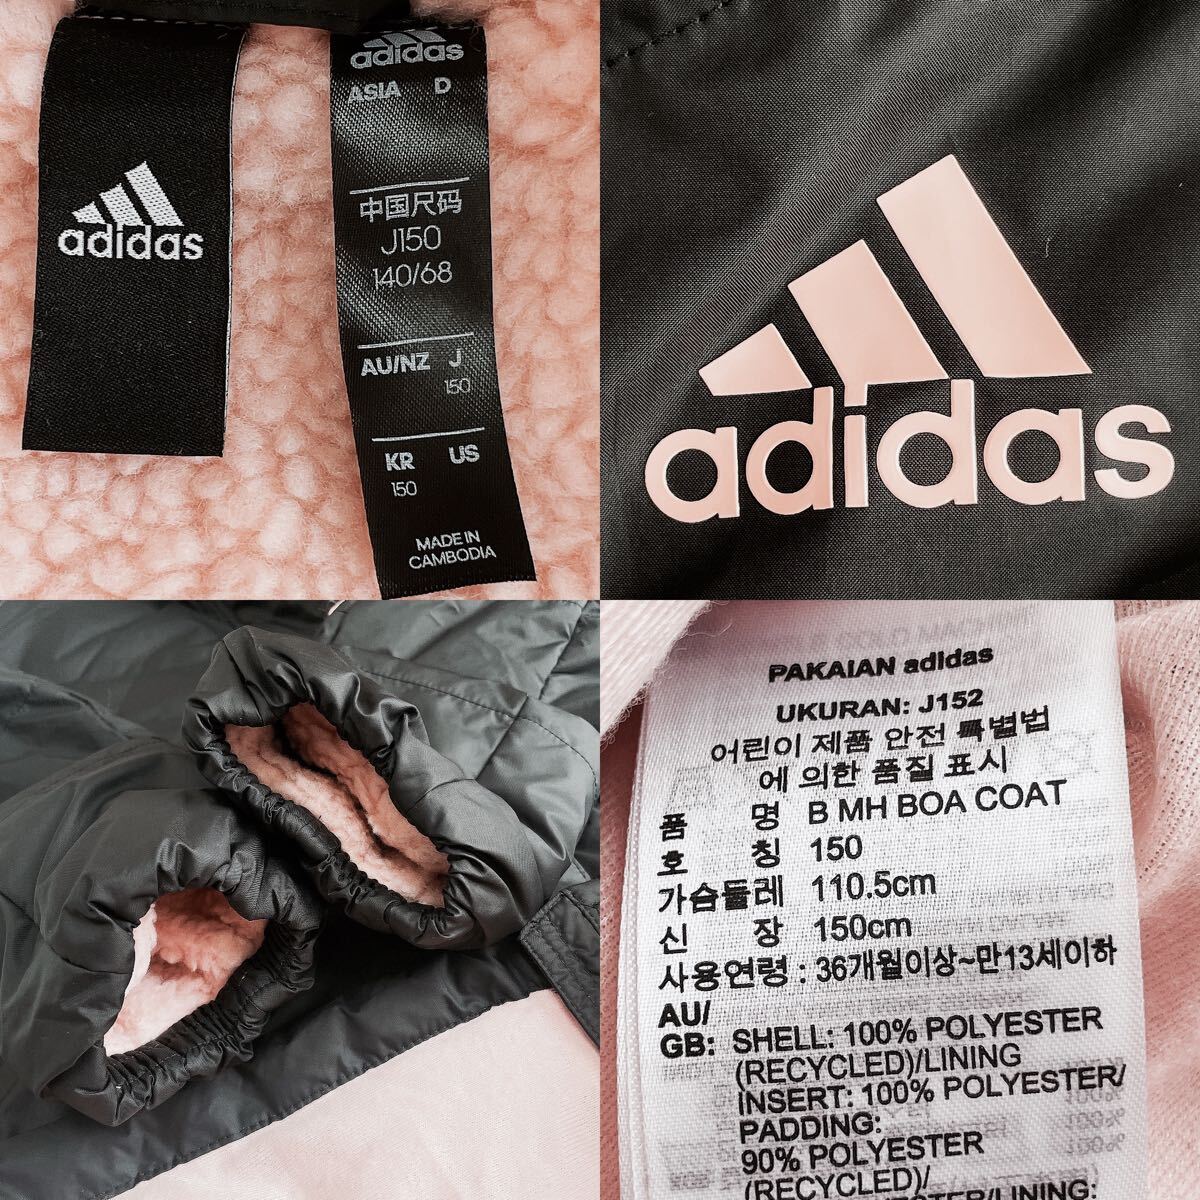 adidas
adidas
ASIA D
中国尺码
J150
140/68
AU/NZ J
150
KR US
150
MADE IN
CAMBODIA
adidas
PAKAIAN adidas
UKURAN: J152
어린이 제품 안전 특별법
에 의한 품질 표시
품 명 B MH BOA COAT
호 칭 150
가슴둘레 110.5cm
신 장 150cm
사용연령 : 36개월이상~만13세이하
AU/
GB: SHELL: 100% POLYESTER
(RECYCLED)/LINING
INSERT: 100% POLYESTER/
PADDING:
90% POLYESTER
(RECYCLED)/